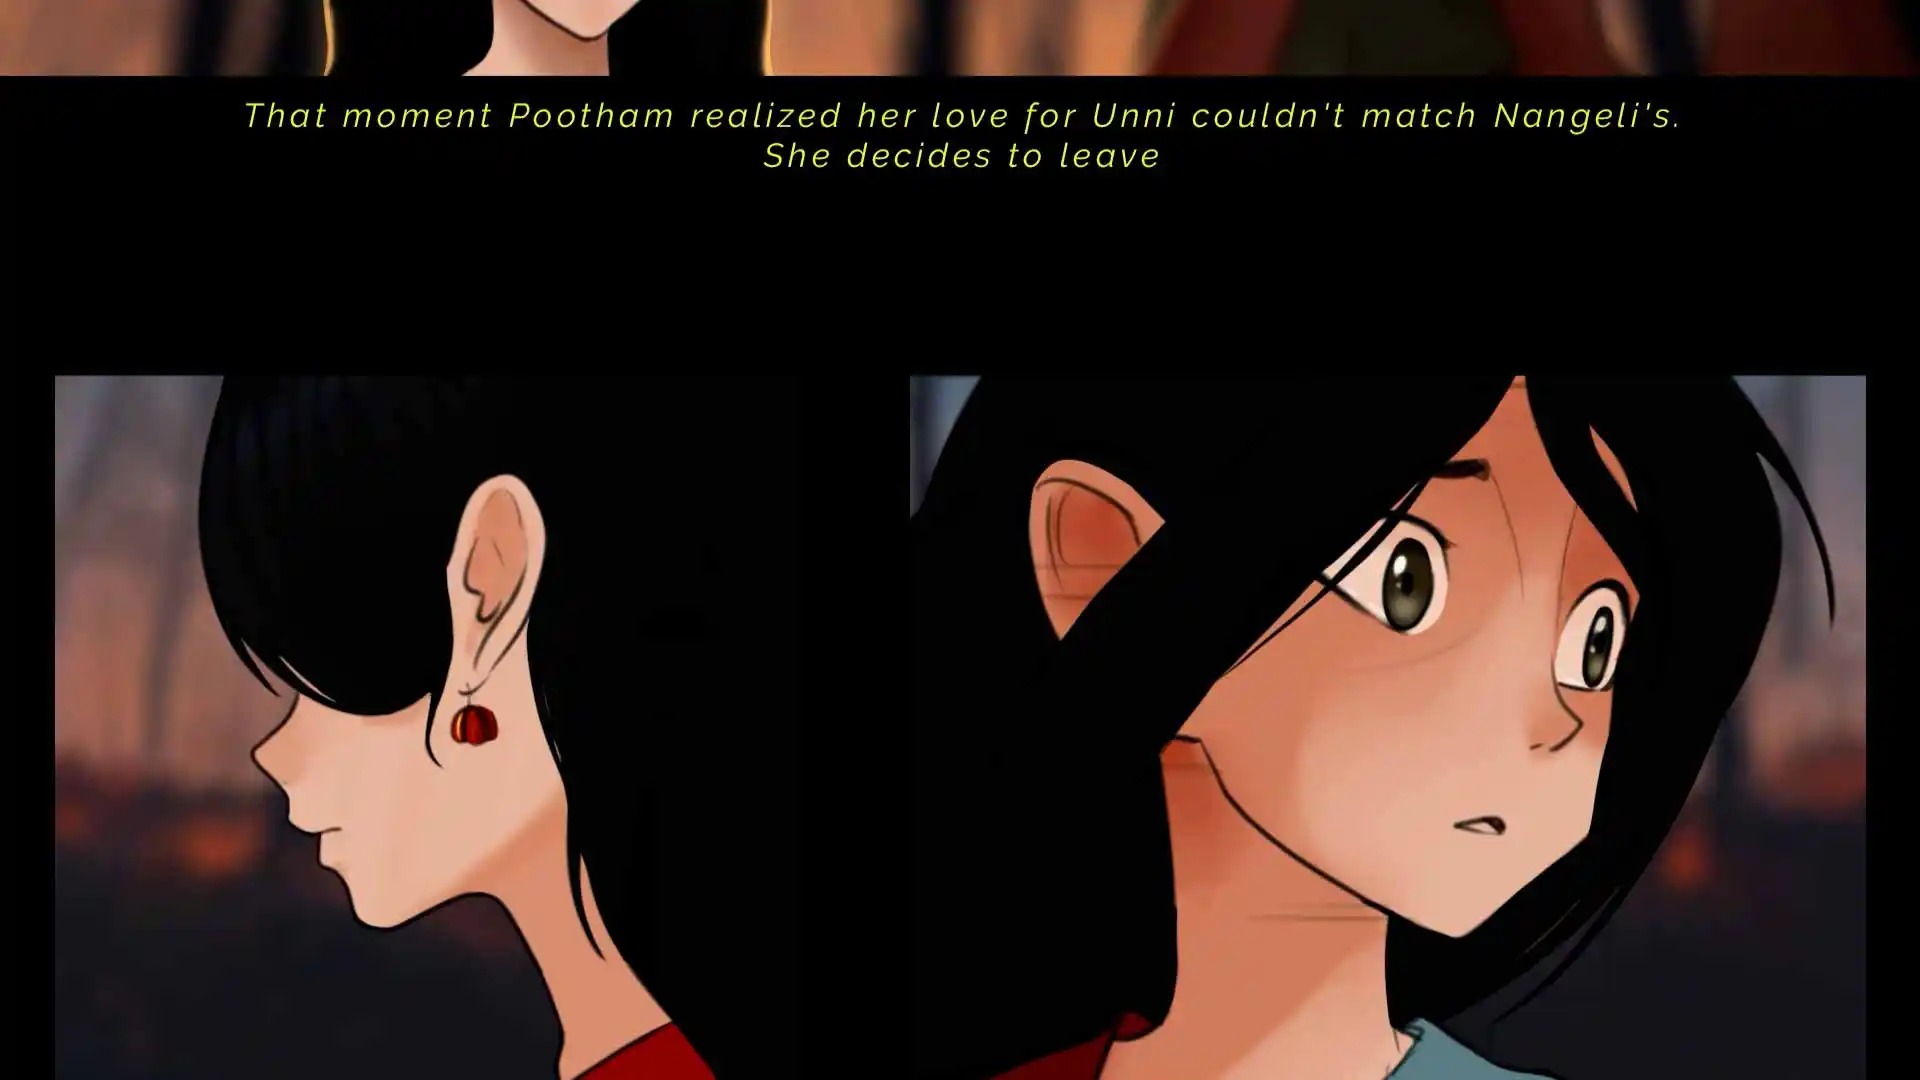 That moment Pootham realized her love for Unni couldn't match Nangeli's.
She decides to leave